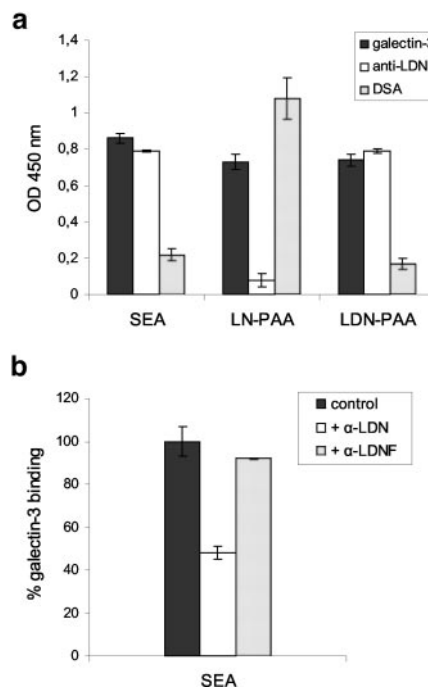 a
1,4
1,2
1
0,8
0,6
0,4
0,2
0
OD 450 nm
galectin-3
anti-LDN
DSA
SEA LN-PAA LDN-PAA
b
120
100
80
60
40
20
0
% galectin-3 binding
control
+ α-LDN
+ α-LDNF
SEA